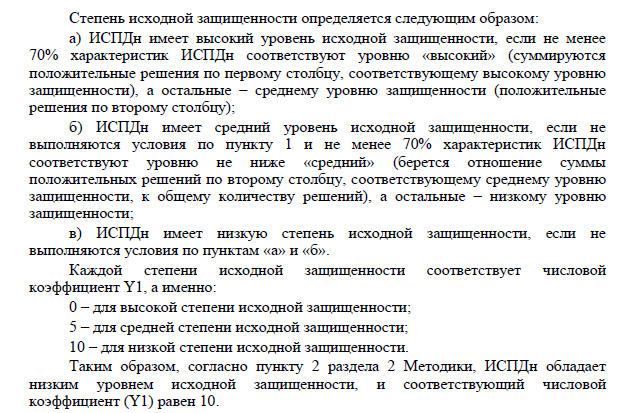 Степень исходной защищенности определяется следующим образом:
а) ИСПДн имеет высокий уровень исходной защищенности, если не менее
70% характеристик ИСПДн соответствуют уровню «высокий» (суммируются
положительные решения по первому столбцу, соответствующему высокому уровню
защищенности), а остальные – среднему уровню защищенности (положительные
решения по второму столбцу);
б) ИСПДн имеет средний уровень исходной защищенности, если не
выполняются условия по пункту 1 и не менее 70% характеристик ИСПДн
соответствуют уровню не ниже «средний» (берется отношение суммы
положительных решений по второму столбцу, соответствующему среднему уровню
защищенности, к общему количеству решений), а остальные – низкому уровню
защищенности;
в) ИСПДн имеет низкую степень исходной защищенности, если не
выполняются условия по пунктам «а» и «б».
Каждой степени исходной защищенности соответствует числовой
коэффициент Y1, а именно:
0 – для высокой степени исходной защищенности;
5 – для средней степени исходной защищенности;
10 – для низкой степени исходной защищенности.
Таким образом, согласно пункту 2 раздела 2 Методики, ИСПДн обладает
низким уровнем исходной защищенности, и соответствующий числовой
коэффициент (Y1) равен 10.